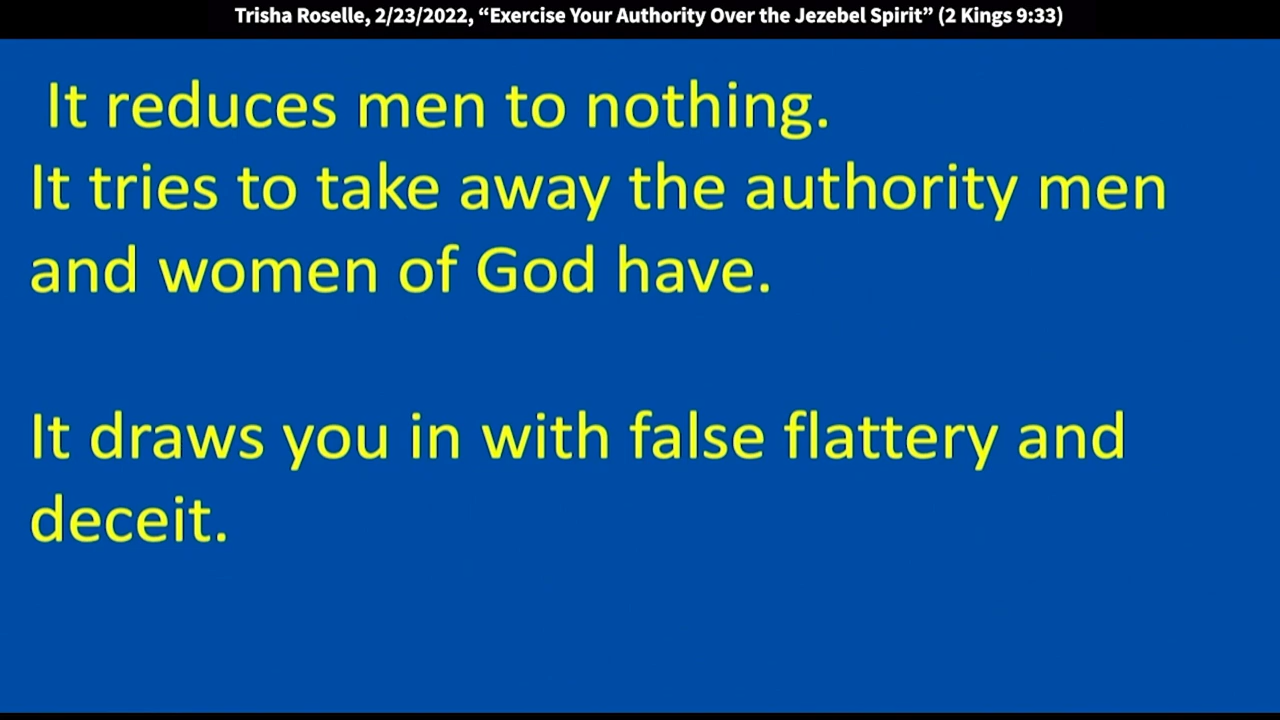 Trisha Roselle, 2/23/2022, “Exercise Your Authority Over the Jezebel Spirit” (2 Kings 9:33)
It reduces men to nothing.
It tries to take away the authority men
and women of God have.
It draws you in with false flattery and
deceit.